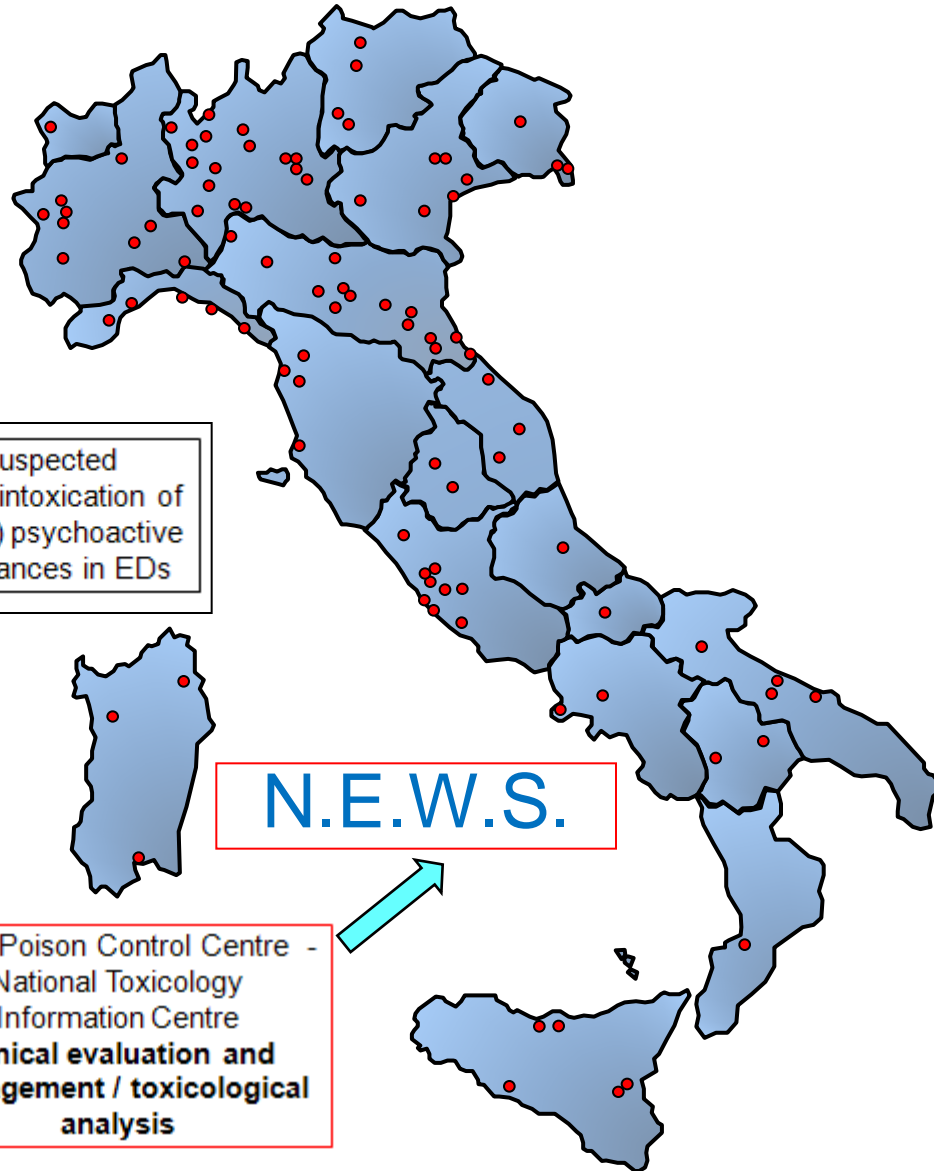 uspected
intoxication of
) psychoactive
ances in EDs
N.E.W.S.
Poison Control Centre -
National Toxicology
Information Centre
nical evaluation and
gement / toxicological
analysis